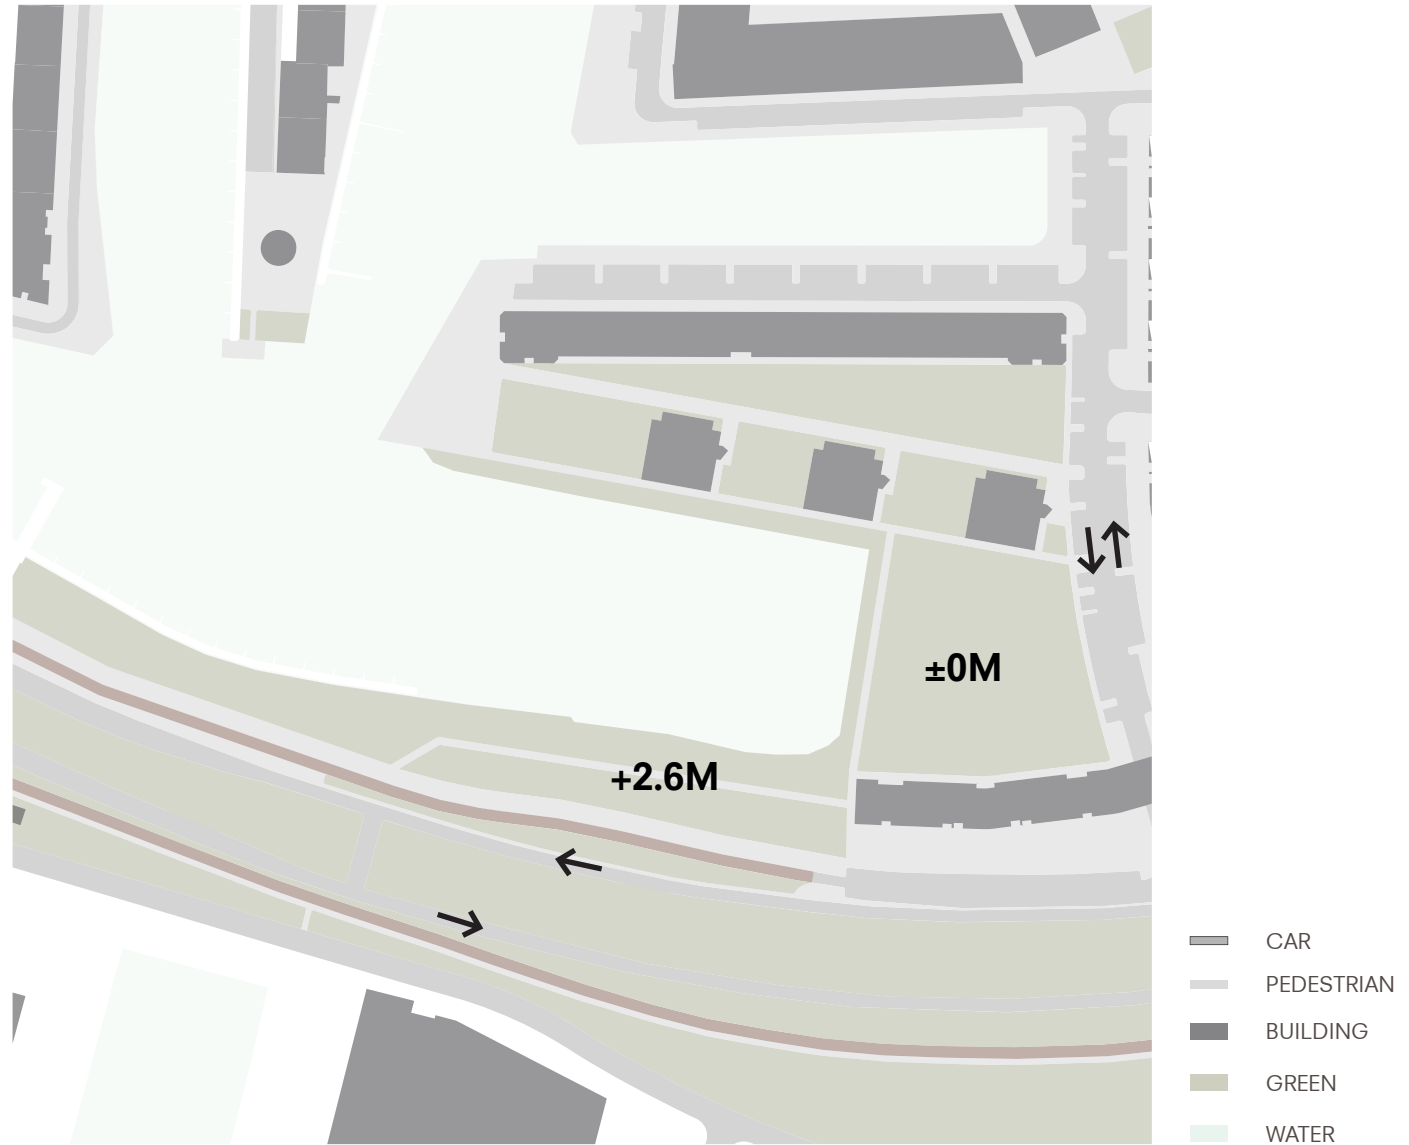 ±0M
+2.6M
CAR
PEDESTRIAN
BUILDING
GREEN
WATER